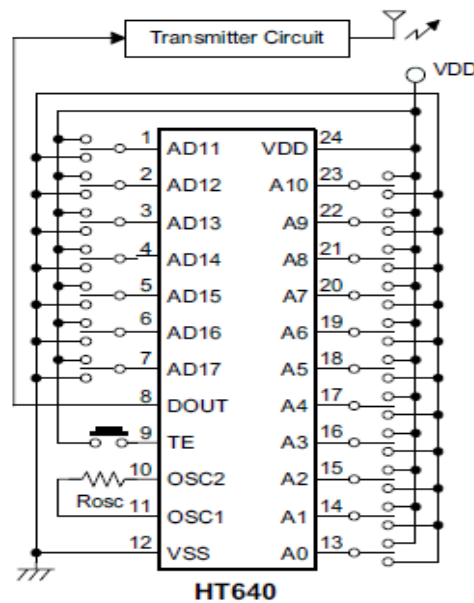 Transmitter Circuit
VDD
1 AD11 VDD 24
2 AD12 A10 23
3 AD13 A9 22
4 AD14 A8 21
5 AD15 A7 20
6 AD16 A6 19
7 AD17 A5 18
8 DOUT A4 17
9 TE A3 16
10 OSC2 A2 15
Rosc
11 OSC1 A1 14
12 VSS A0 13
HT640